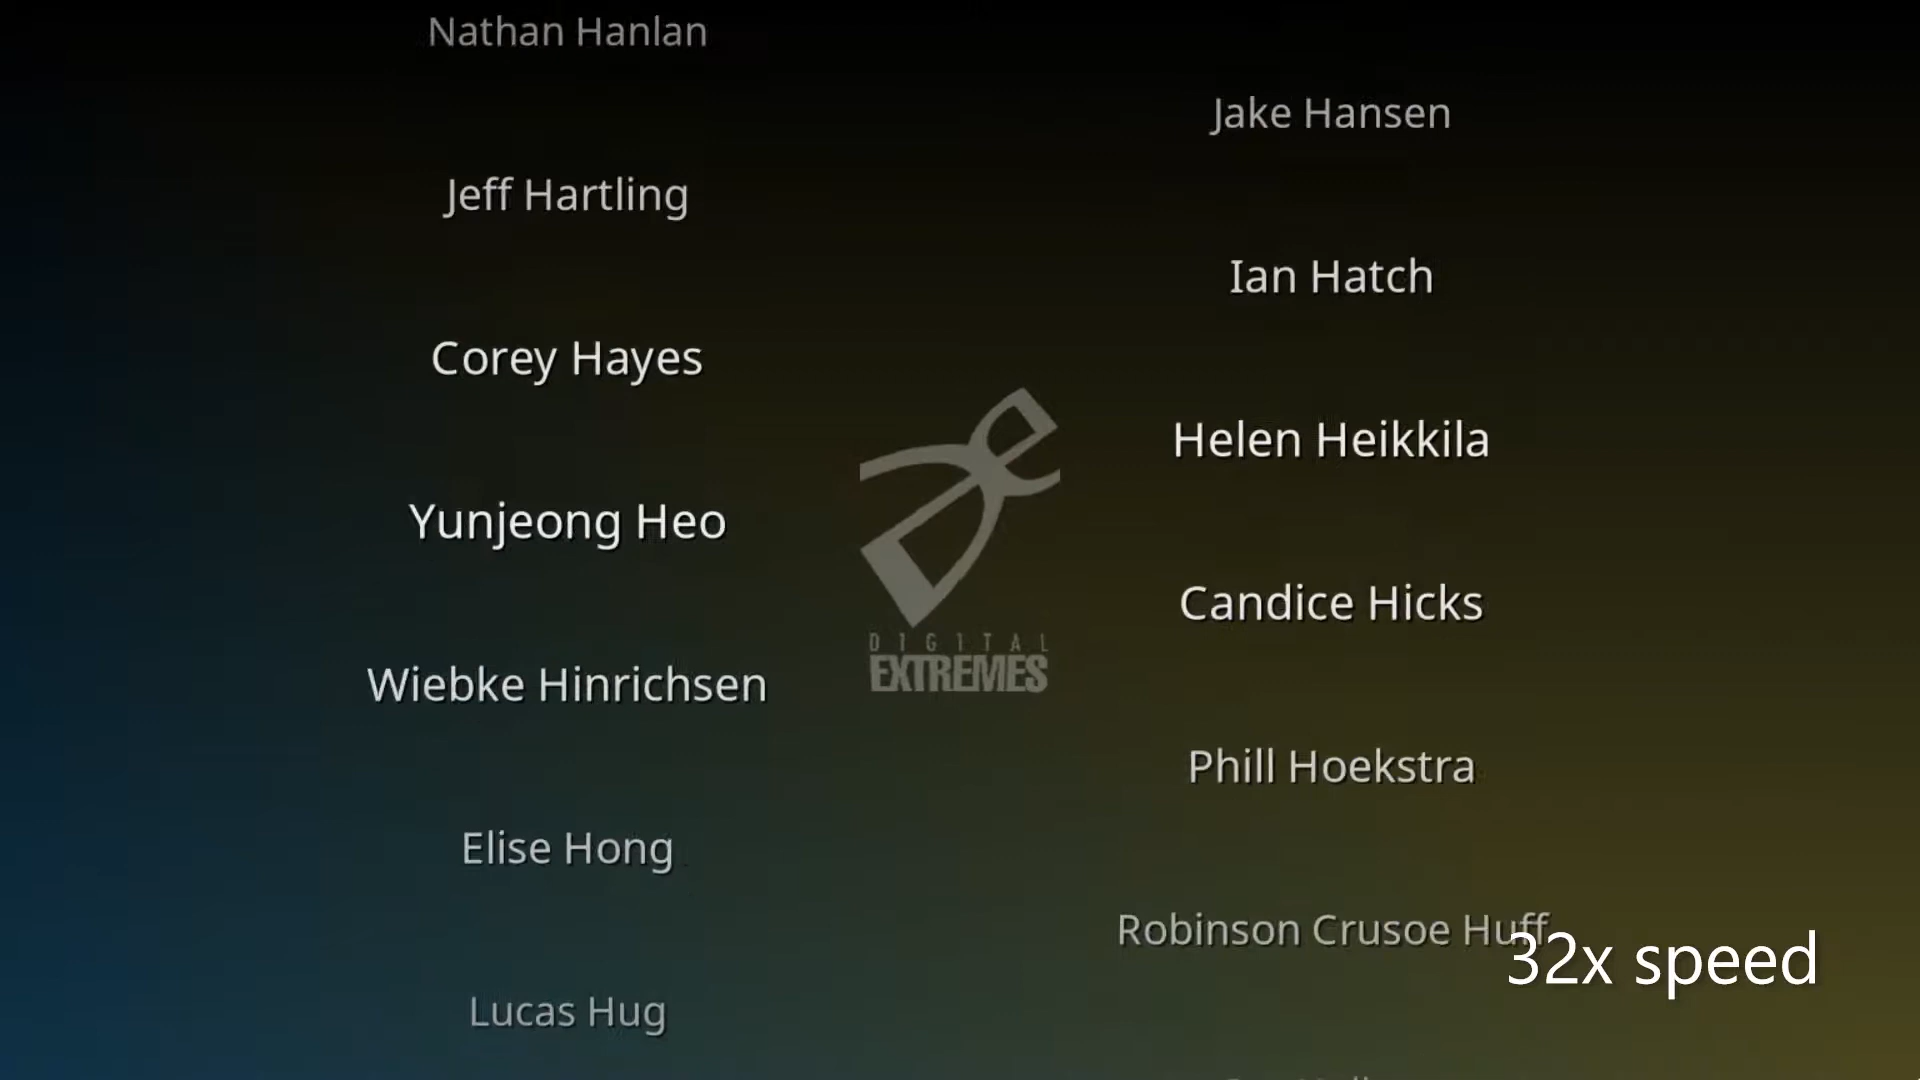 Nathan Hanlan
Jake Hansen
Jeff Hartling
Ian Hatch
Corey Hayes
Helen Heikkila
Yunjeong Heo
Candice Hicks
DIGITAL
EXTREMES
Wiebke Hinrichsen
Phill Hoekstra
Elise Hong
Robinson Crusoe Huff
32x speed
Lucas Hug